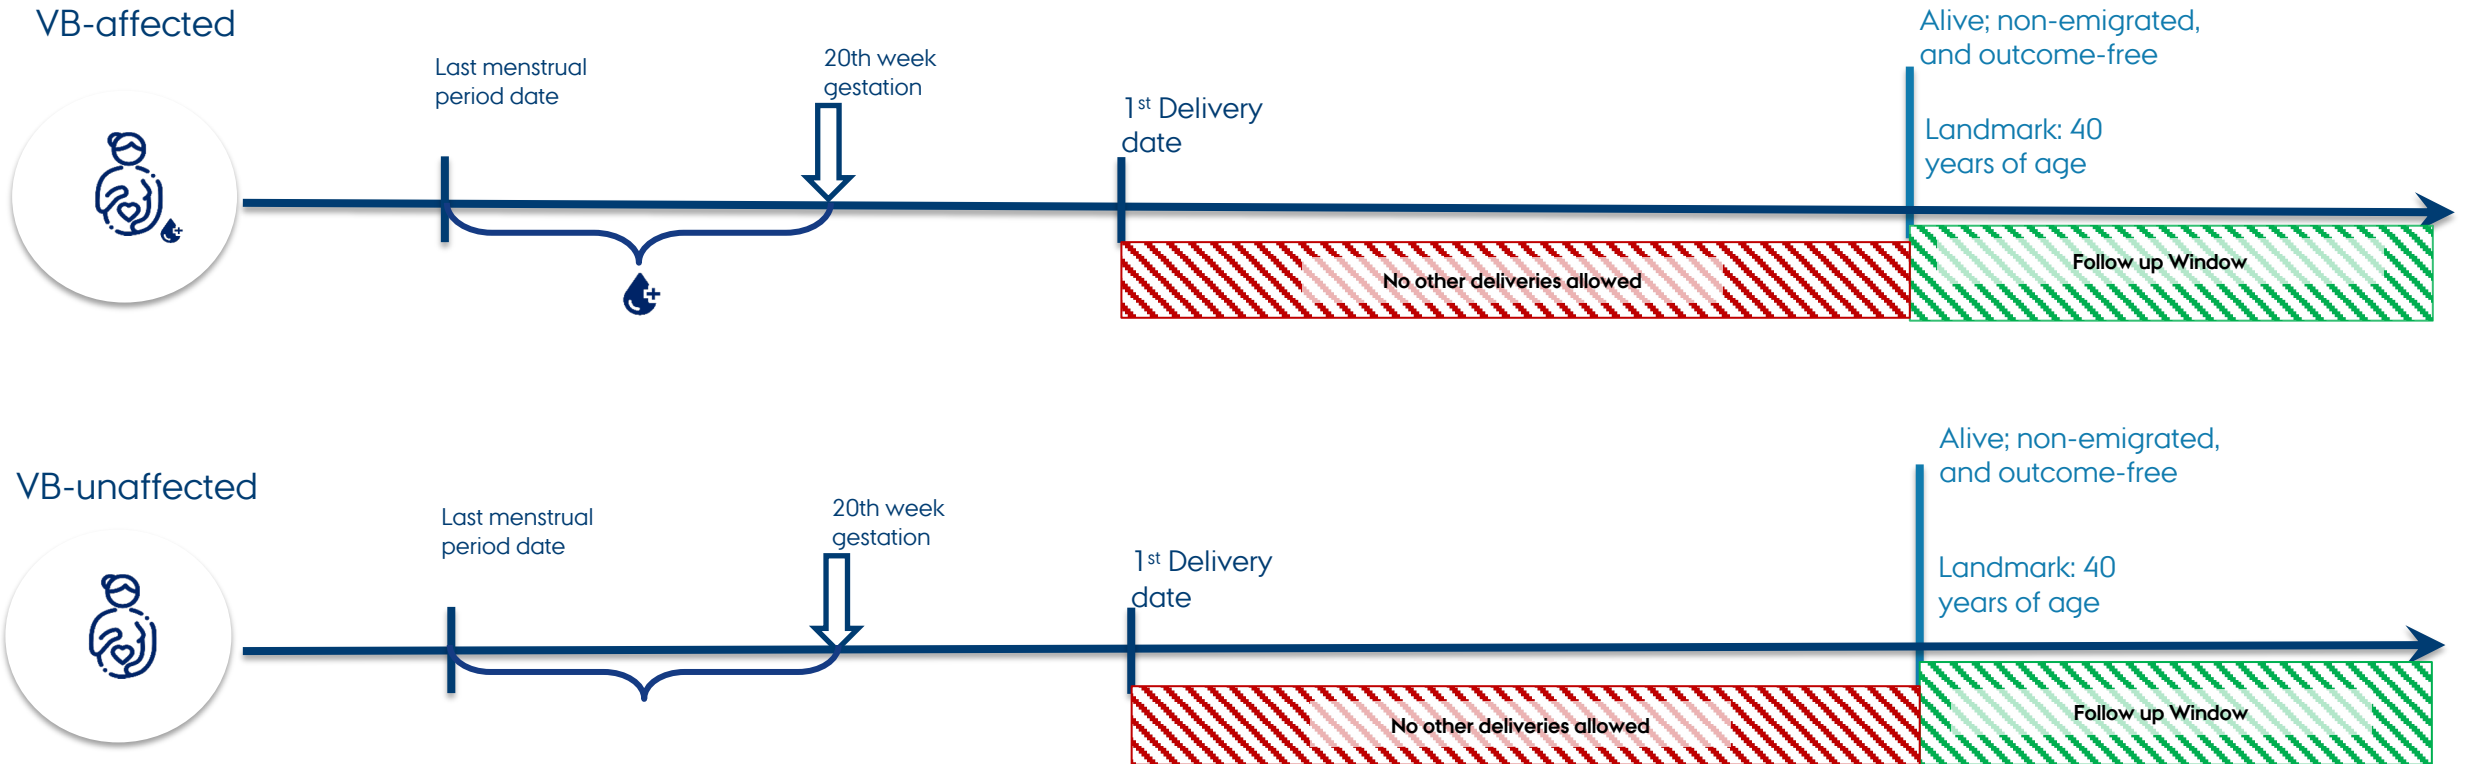 VB-affected
Last menstrual
period date
20th week
gestation
1st Delivery
date
Alive; non-emigrated,
and outcome-free
Landmark: 40
years of age
No other deliveries allowed
Follow up Window
VB-unaffected
Last menstrual
period date
20th week
gestation
1st Delivery
date
Alive; non-emigrated,
and outcome-free
Landmark: 40
years of age
No other deliveries allowed
Follow up Window